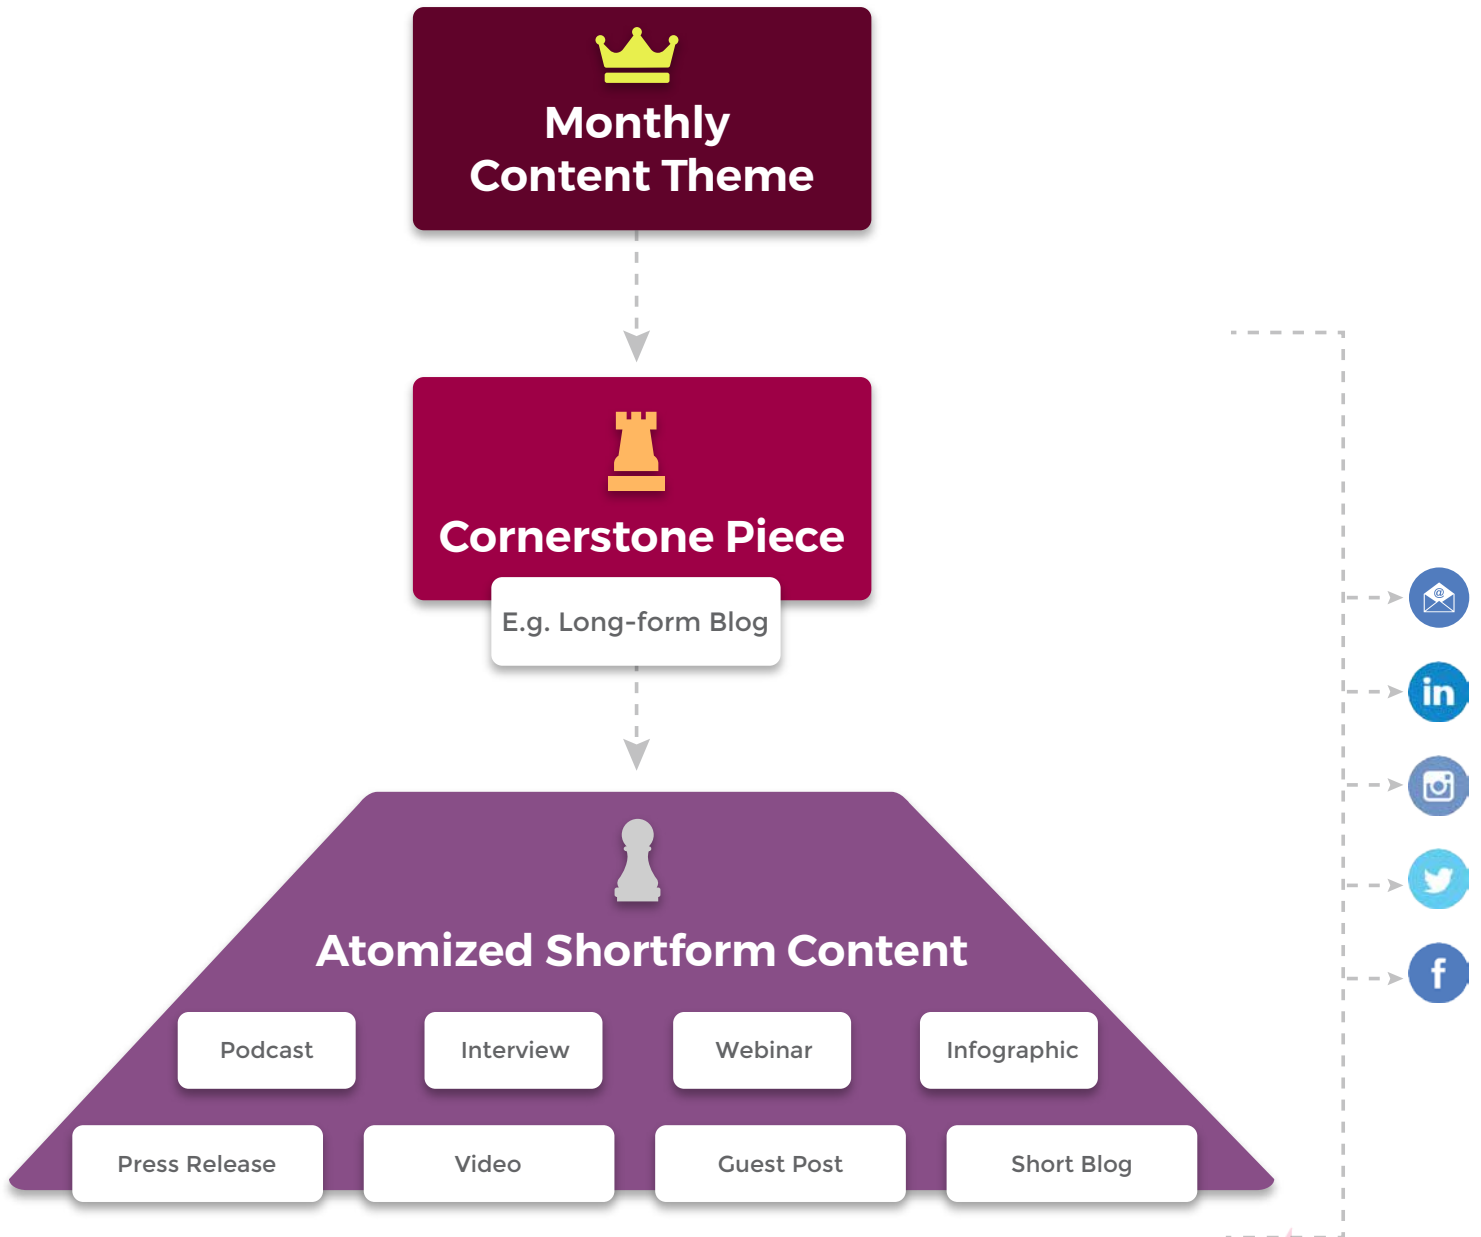 Monthly
Content Theme
Cornerstone Piece
E.g. Long-form Blog
@
in
f
Atomized Shortform Content
Podcast
Interview
Webinar
Infographic
Press Release
Video
Guest Post
Short Blog